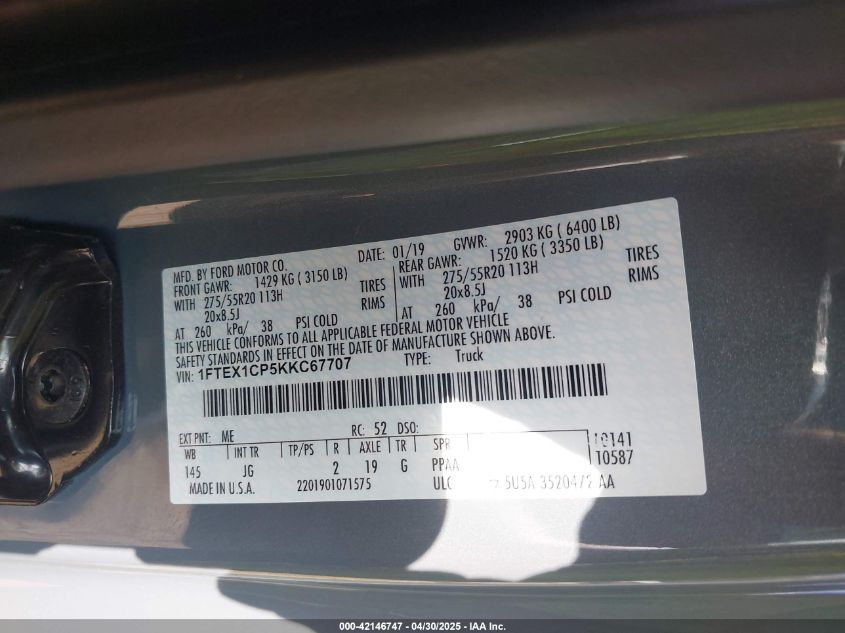 MFD. BY FORD MOTOR CO. DATE: 01/19 GVWR: 2903 KG ( 6400 LB)
FRONT GAWR: 1429 KG ( 3150 LB) REAR GAWR: 1520 KG ( 3350 LB)
WITH 275/55R20 113H TIRES WITH 275/55R20 113H TIRES
20x8.5J RIMS 20x8.5J RIMS
AT 260 kPa/ 38 PSI COLD AT 260 kPa/ 38 PSI COLD
THIS VEHICLE CONFORMS TO ALL APPLICABLE FEDERAL MOTOR VEHICLE
SAFETY STANDARDS IN EFFECT ON THE DATE OF MANUFACTURE SHOWN ABOVE.
VIN: 1FTEX1CP5KKC67707 TYPE: Truck
EXT PNT: ME RC: 52 DSO:
WB INT TR TP/PS R AXLE TR SPR 10141
145 JG 2 19 G PPAA 10587
MADE IN U.S.A. 2201901071575 ULC 5U5A 3520472 AA
000-42146747 - 04/30/2025 - IAA Inc.